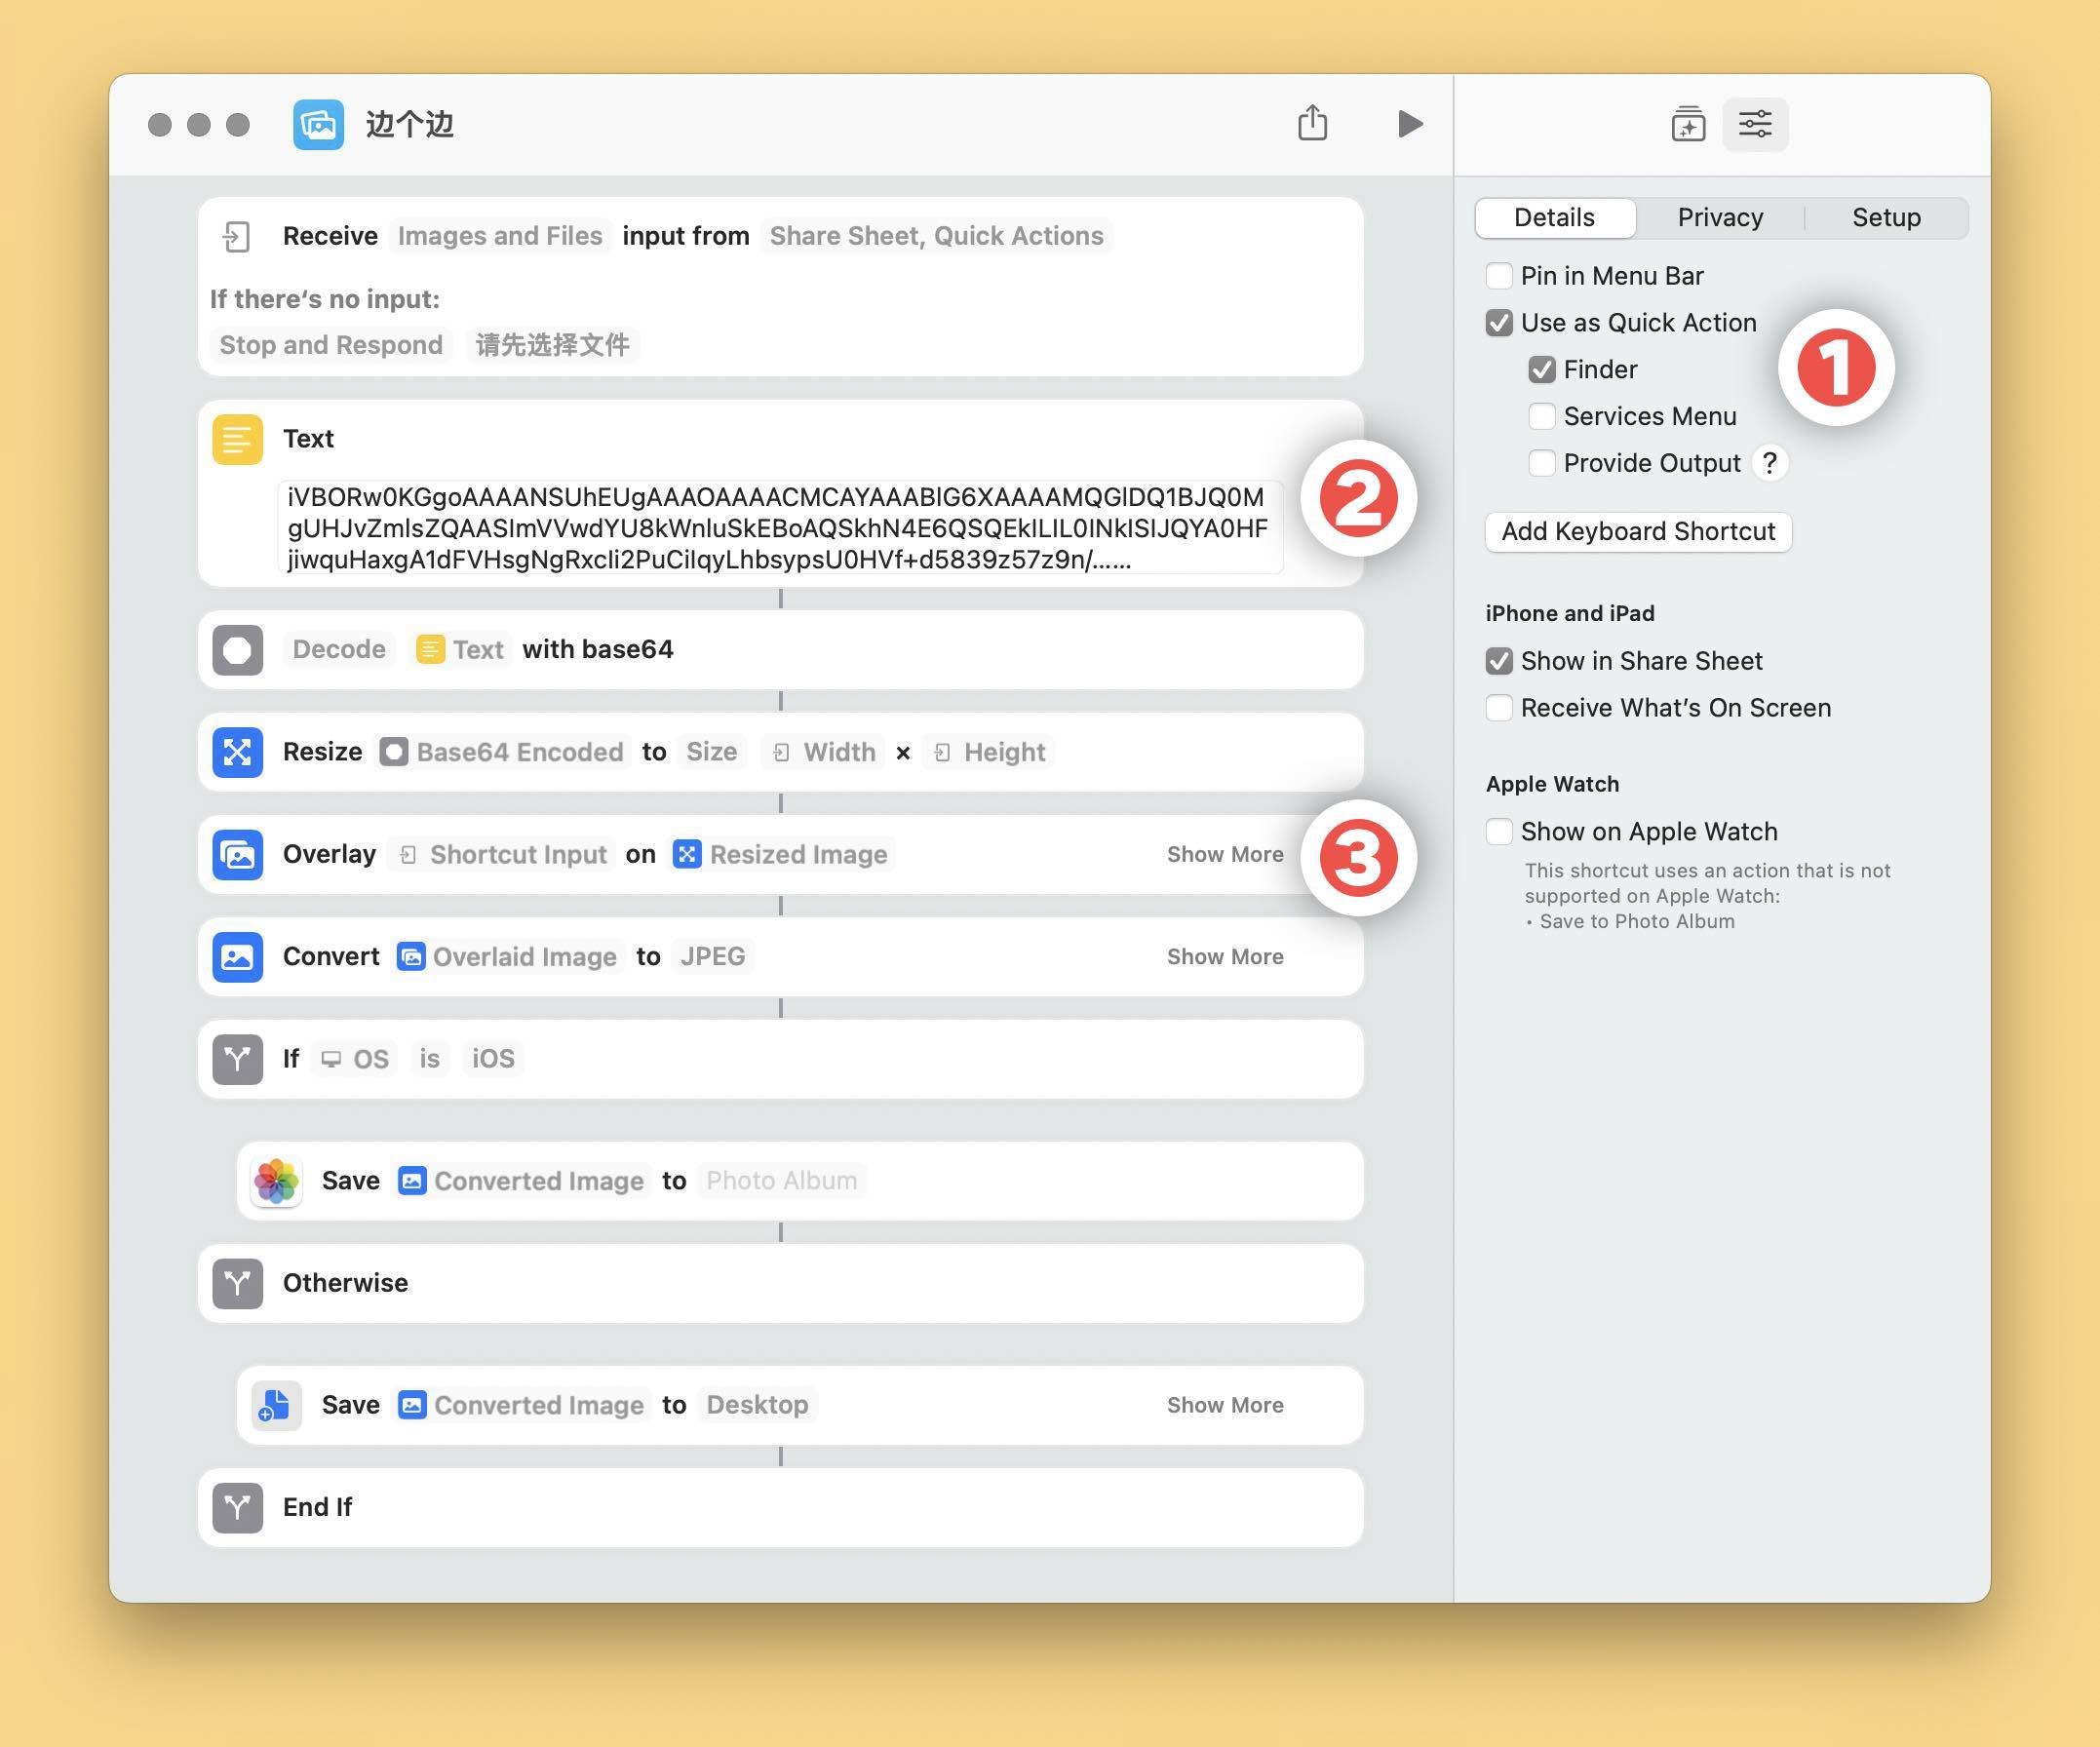 边个边
Receive Images and Files input from Share Sheet, Quick Actions
If there‘s no input:
Stop and Respond 请先选择文件
Text
iVBORw0KGgoAAAANSUhEUgAAAOAAAACMCAYAAABlG6XAAAAMQGlDQ1BJQ0M
gUHJvZmlsZQAASImVVwdYU8kWnluSkEBoAQSkhN4E6QSQEkILIL0INkISIJQYA0HF
jiwquHaxgA1dFVHsgNgRxcIi2PuCilqyLhbsypsU0HVf+d5839z57z9n/......
Decode Text with base64
Resize Base64 Encoded to Size Width × Height
Overlay Shortcut Input on Resized Image Show More
Convert Overlaid Image to JPEG Show More
If OS is iOS
Save Converted Image to Photo Album
Otherwise
Save Converted Image to Desktop Show More
End If
Details Privacy Setup
Pin in Menu Bar
Use as Quick Action
Finder
Services Menu
Provide Output ?
Add Keyboard Shortcut
iPhone and iPad
Show in Share Sheet
Receive What’s On Screen
Apple Watch
Show on Apple Watch
This shortcut uses an action that is not
supported on Apple Watch:
• Save to Photo Album
1
2
3